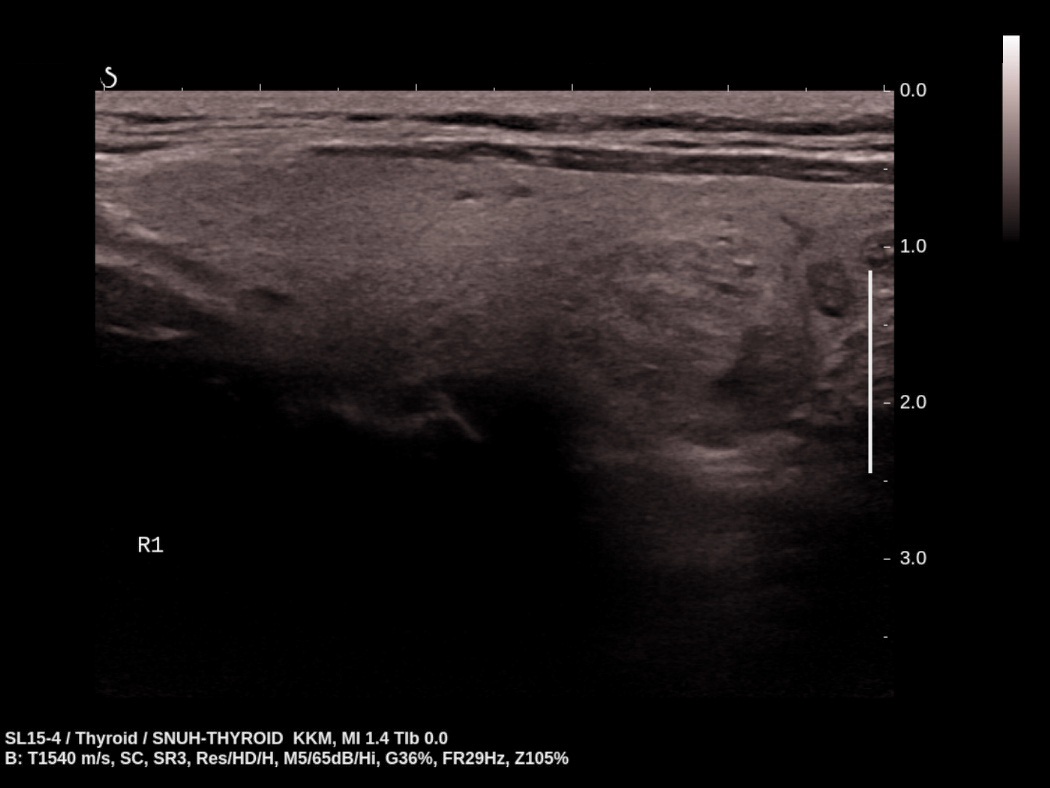 0.0
1.0
2.0
3.0
R1
SL15-4 / Thyroid / SNUH-THYROID  KKM, MI 1.4 TIb 0.0
B: T1540 m/s, SC, SR3, Res/HD/H, M5/65dB/Hi, G36%, FR29Hz, Z105%